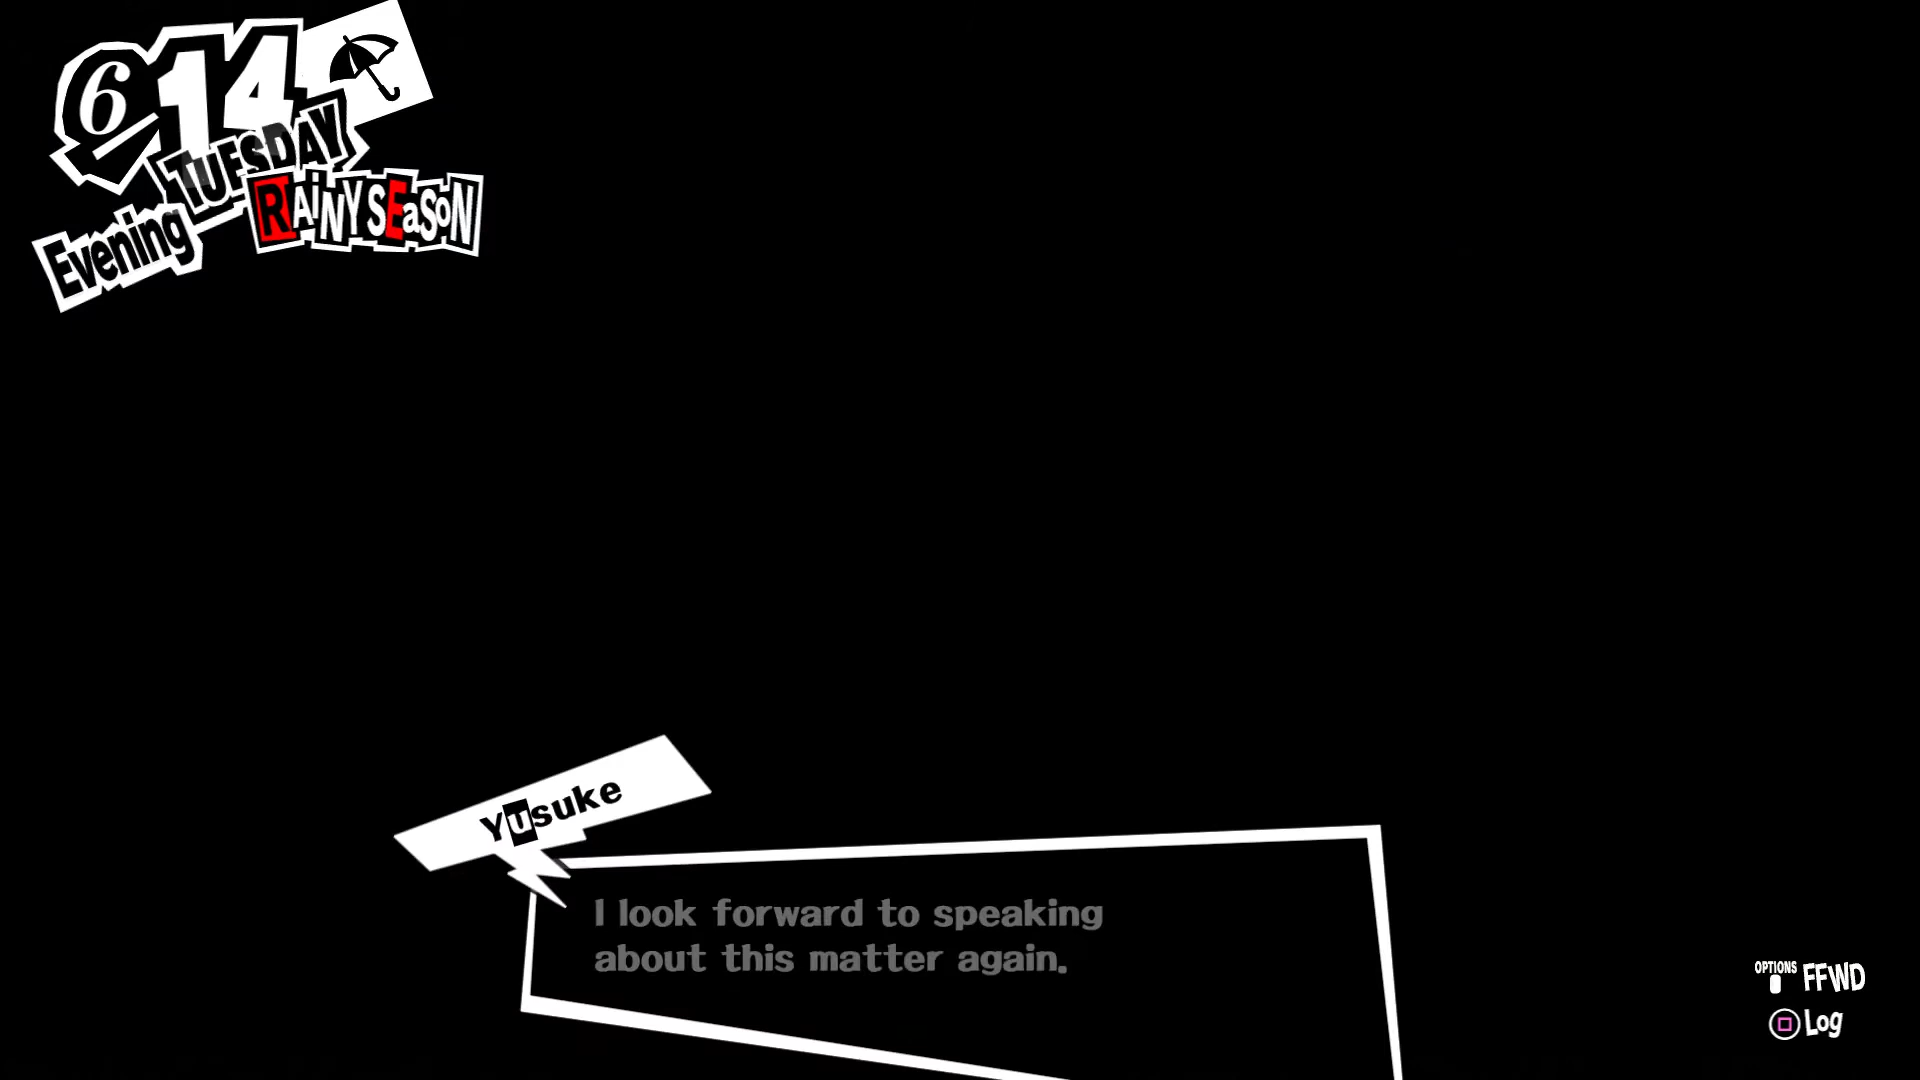 6/14
TUESDAY
RAiNY SEaSoN
Evening
Yusuke
I look forward to speaking
about this matter again.
OPTIONS FFWD
Log